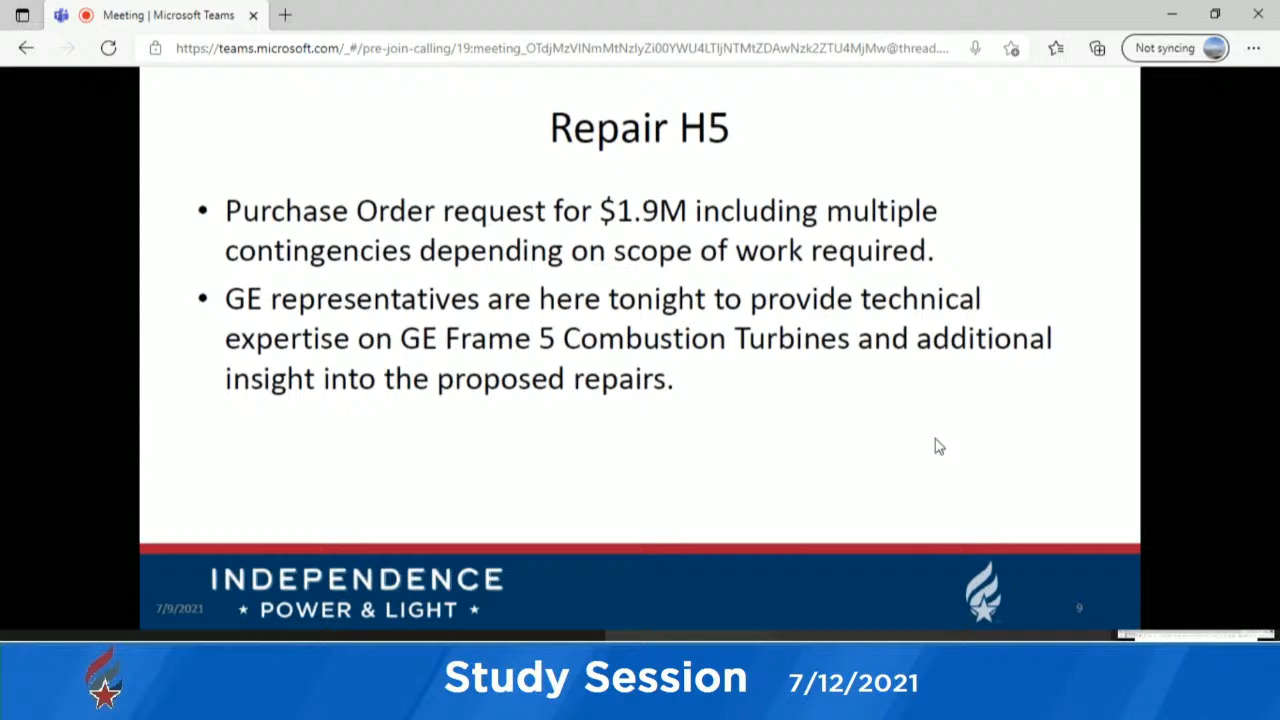 Meeting | Microsoft Teams
https://teams.microsoft.com/_#/pre-join-calling/19:meeting_OTdjMzVlNmMtNzIyZi00YWU4LTljNTMtZDAwNzk2ZTU4MjMw@thread....
Not syncing
Repair H5
• Purchase Order request for $1.9M including multiple
contingencies depending on scope of work required.
• GE representatives are here tonight to provide technical
expertise on GE Frame 5 Combustion Turbines and additional
insight into the proposed repairs.
INDEPENDENCE
POWER & LIGHT
7/9/2021
9
Study Session 7/12/2021